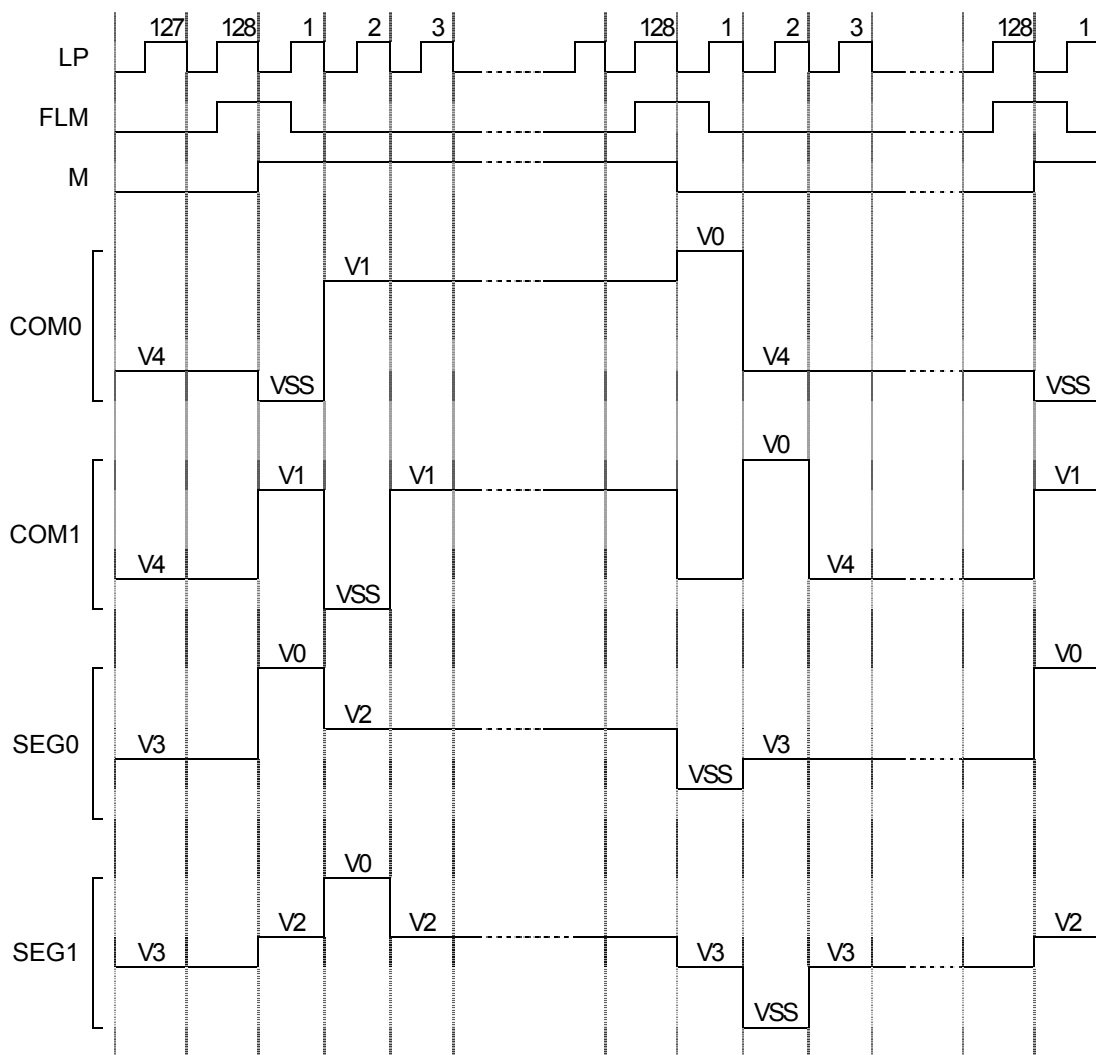 127 128 1 2 3 128 1 2 3 128 1
LP
FLM
M
V0
V1
COM0
V4 V4
VSS VSS
V0
V1 V1 V1
COM1
V4 V4
VSS
V0 V0
V2
SEG0 V3 V3
VSS
V0
V2 V2 V2
SEG1 V3 V3 V3
VSS